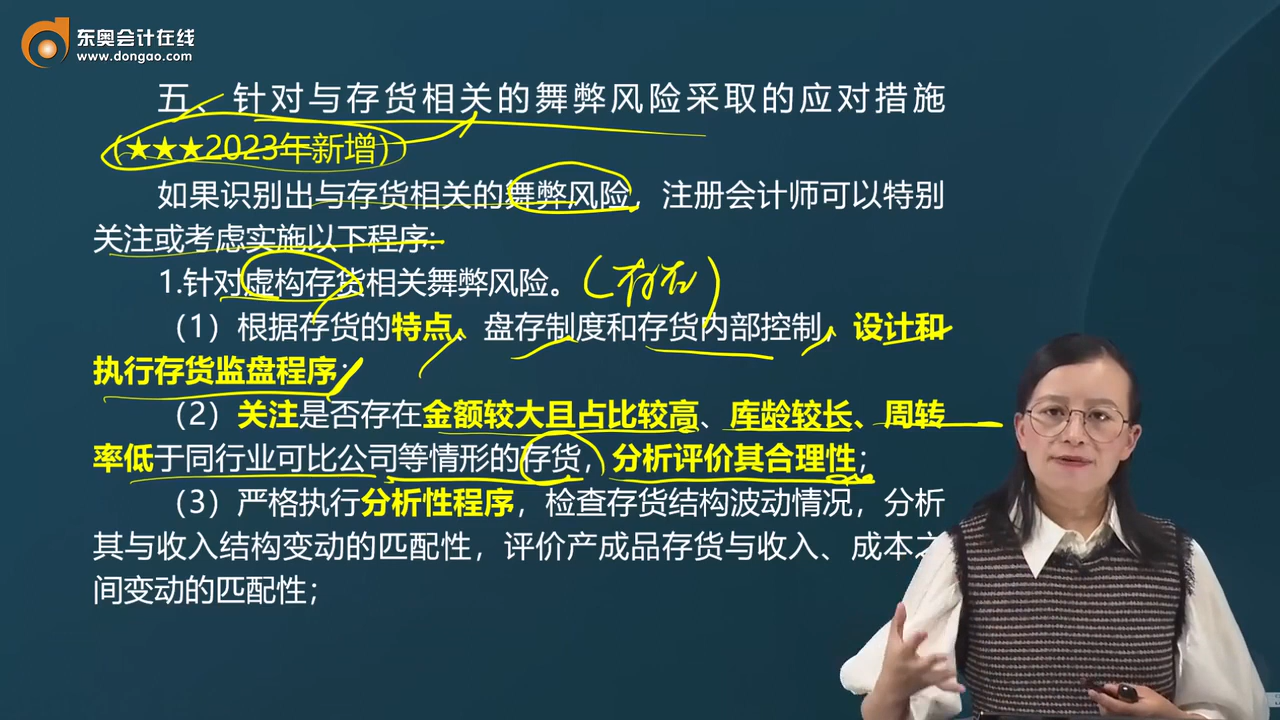 东奥会计在线
www.dongao.com
五、针对与存货相关的舞弊风险采取的应对措施
（★★★2023年新增）
如果识别出与存货相关的舞弊风险，注册会计师可以特别
关注或考虑实施以下程序：
1.针对虚构存货相关舞弊风险。（存在）
（1）根据存货的特点、盘存制度和存货内部控制、设计和
执行存货监盘程序；
（2）关注是否存在金额较大且占比较高、库龄较长、周转
率低于同行业可比公司等情形的存货，分析评价其合理性；
（3）严格执行分析性程序，检查存货结构波动情况，分析
其与收入结构变动的匹配性，评价产成品存货与收入、成本之
间变动的匹配性；